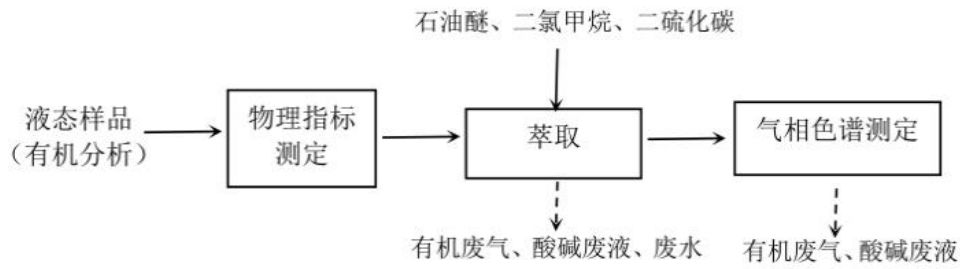 石油醚、二氯甲烷、二硫化碳
液态样品
（有机分析）
物理指标
测定
萃取
气相色谱测定
有机废气、酸碱废液、废水
有机废气、酸碱废液